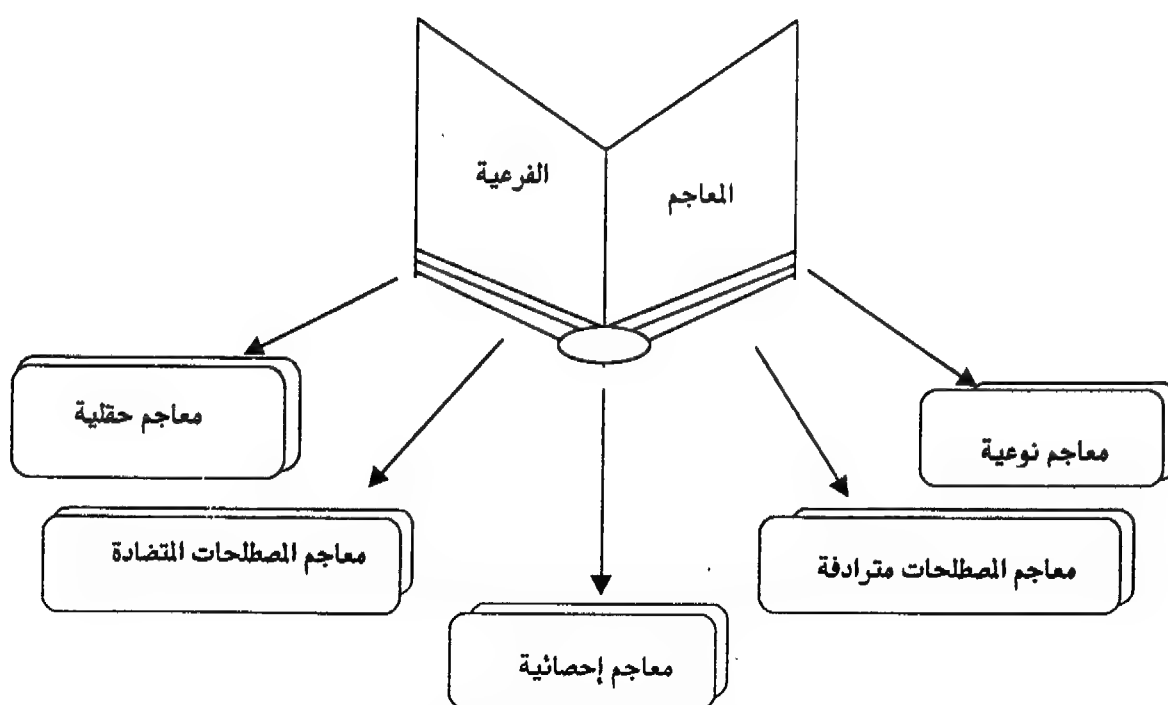 المعاجم
الفرعية
معاجم نوعية
معاجم المصطلحات مترادفة
معاجم إحصائية
معاجم المصطلحات المتضادة
معاجم حقلية